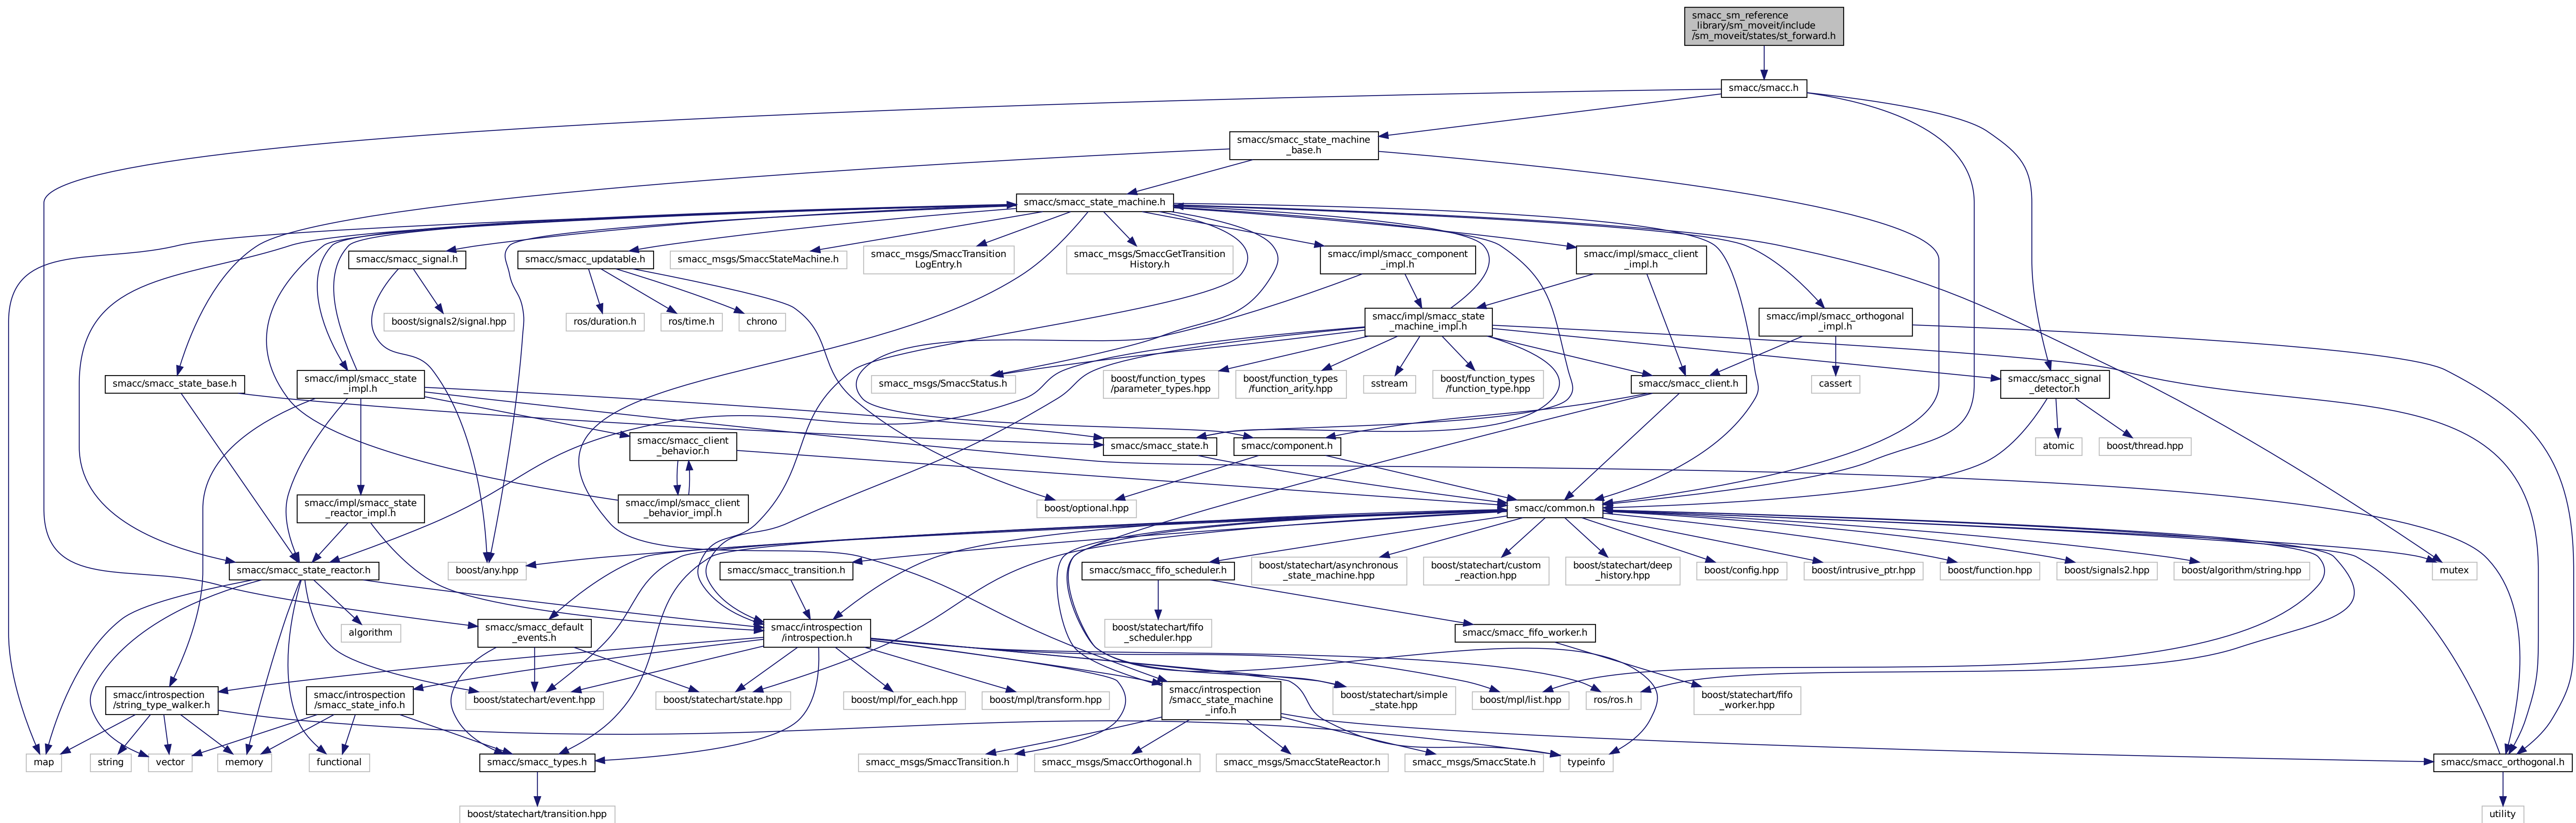 smacc_sm_reference
_library/sm_moveit/include
/sm_moveit/states/st_forward.h
smacc/smacc.h
smacc/smacc_state_machine
_base.h
smacc/smacc_state_machine.h
smacc/smacc_signal.h
smacc/smacc_updatable.h
smacc_msgs/SmaccStateMachine.h
smacc_msgs/SmaccTransition
LogEntry.h
smacc_msgs/SmaccGetTransition
History.h
smacc/impl/smacc_component
_impl.h
smacc/impl/smacc_client
_impl.h
boost/signals2/signal.hpp
ros/duration.h
ros/time.h
chrono
smacc/impl/smacc_state
_machine_impl.h
smacc/impl/smacc_orthogonal
_impl.h
smacc/smacc_state_base.h
smacc/impl/smacc_state
_impl.h
smacc_msgs/SmaccStatus.h
boost/function_types
/parameter_types.hpp
boost/function_types
/function_arity.hpp
sstream
boost/function_types
/function_type.hpp
smacc/smacc_client.h
cassert
smacc/smacc_signal
_detector.h
smacc/smacc_client
_behavior.h
smacc/smacc_state.h
smacc/component.h
atomic
boost/thread.hpp
smacc/impl/smacc_state
_reactor_impl.h
smacc/impl/smacc_client
_behavior_impl.h
boost/optional.hpp
smacc/common.h
smacc/smacc_state_reactor.h
boost/any.hpp
smacc/smacc_transition.h
smacc/smacc_fifo_scheduler.h
boost/statechart/asynchronous
_state_machine.hpp
boost/statechart/custom
_reaction.hpp
boost/statechart/deep
_history.hpp
boost/config.hpp
boost/intrusive_ptr.hpp
boost/function.hpp
boost/signals2.hpp
boost/algorithm/string.hpp
mutex
algorithm
smacc/smacc_default
_events.h
smacc/introspection
/introspection.h
boost/statechart/fifo
_scheduler.hpp
smacc/smacc_fifo_worker.h
smacc/introspection
/string_type_walker.h
smacc/introspection
/smacc_state_info.h
boost/statechart/event.hpp
boost/statechart/state.hpp
boost/mpl/for_each.hpp
boost/mpl/transform.hpp
smacc/introspection
/smacc_state_machine
_info.h
boost/statechart/simple
_state.hpp
boost/mpl/list.hpp
ros/ros.h
boost/statechart/fifo
_worker.hpp
map
string
vector
memory
functional
smacc/smacc_types.h
smacc_msgs/SmaccTransition.h
smacc_msgs/SmaccOrthogonal.h
smacc_msgs/SmaccStateReactor.h
smacc_msgs/SmaccState.h
typeinfo
smacc/smacc_orthogonal.h
boost/statechart/transition.hpp
utility